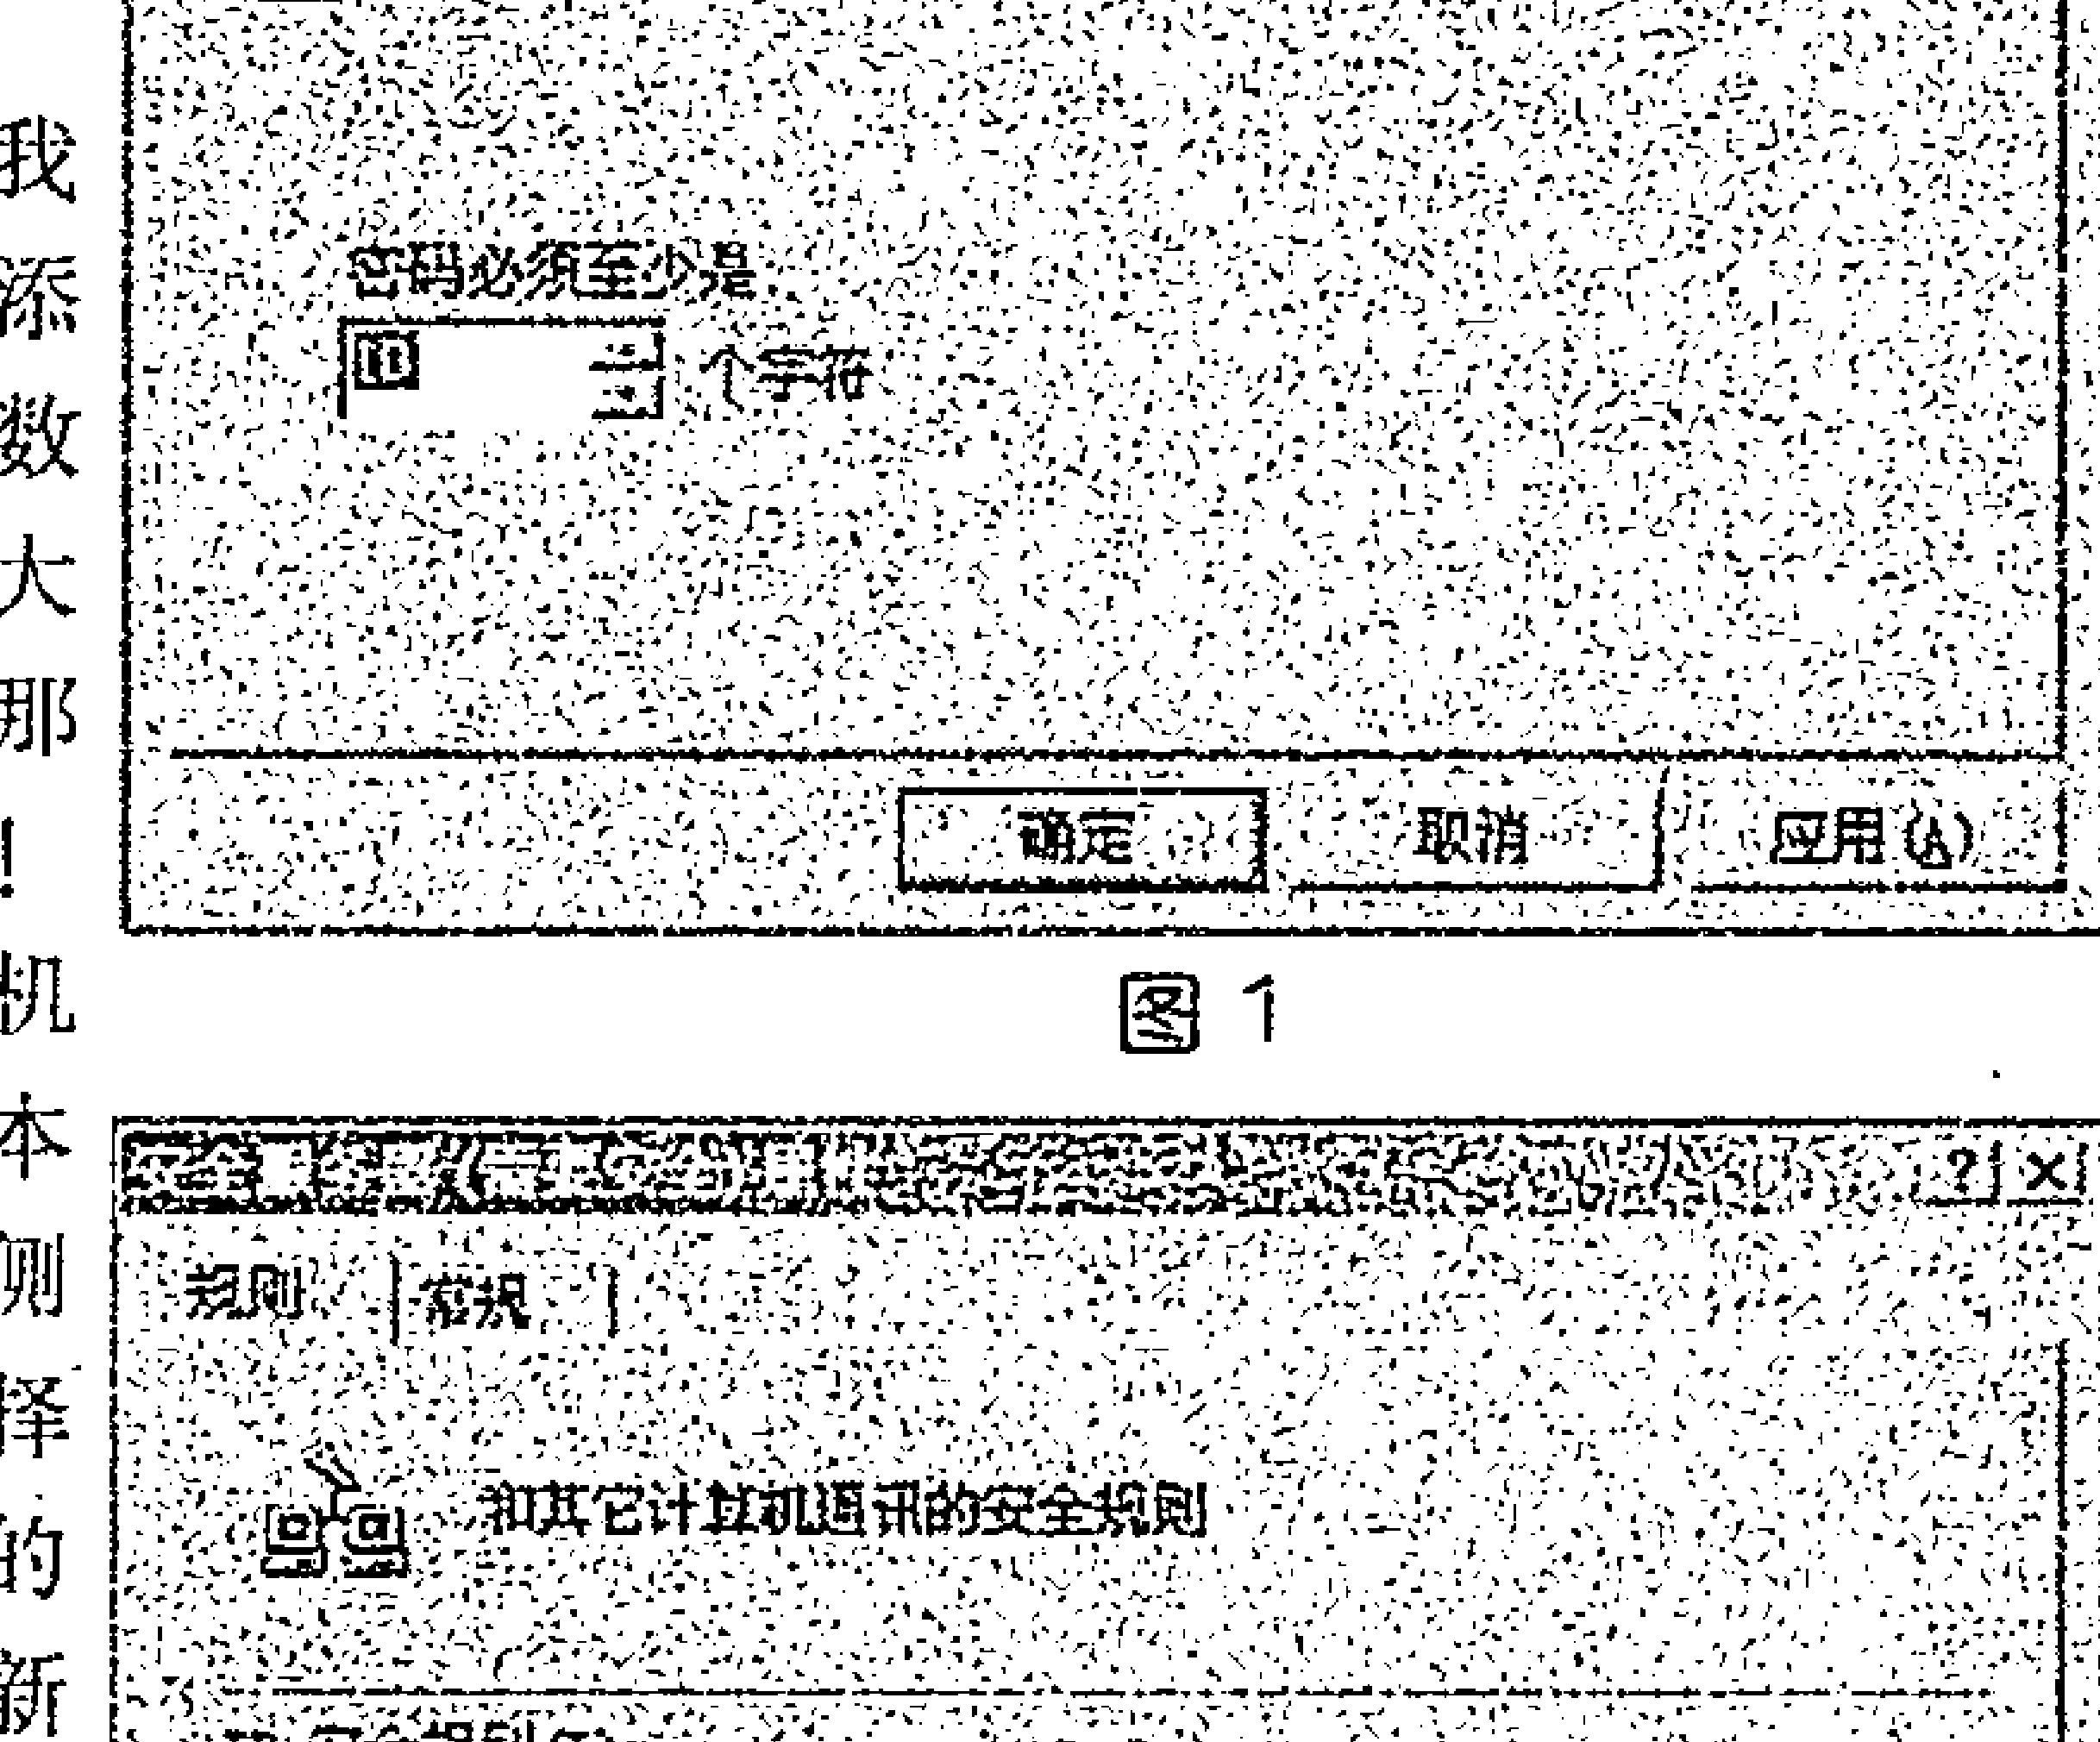 我
添
数
大
那
!
机
本
测
择
的
新
密码必须至少是
10 个字符
确定 取消 应用(A)
图 1
? ×
规则 常规
和其它计算机通讯的安全规则